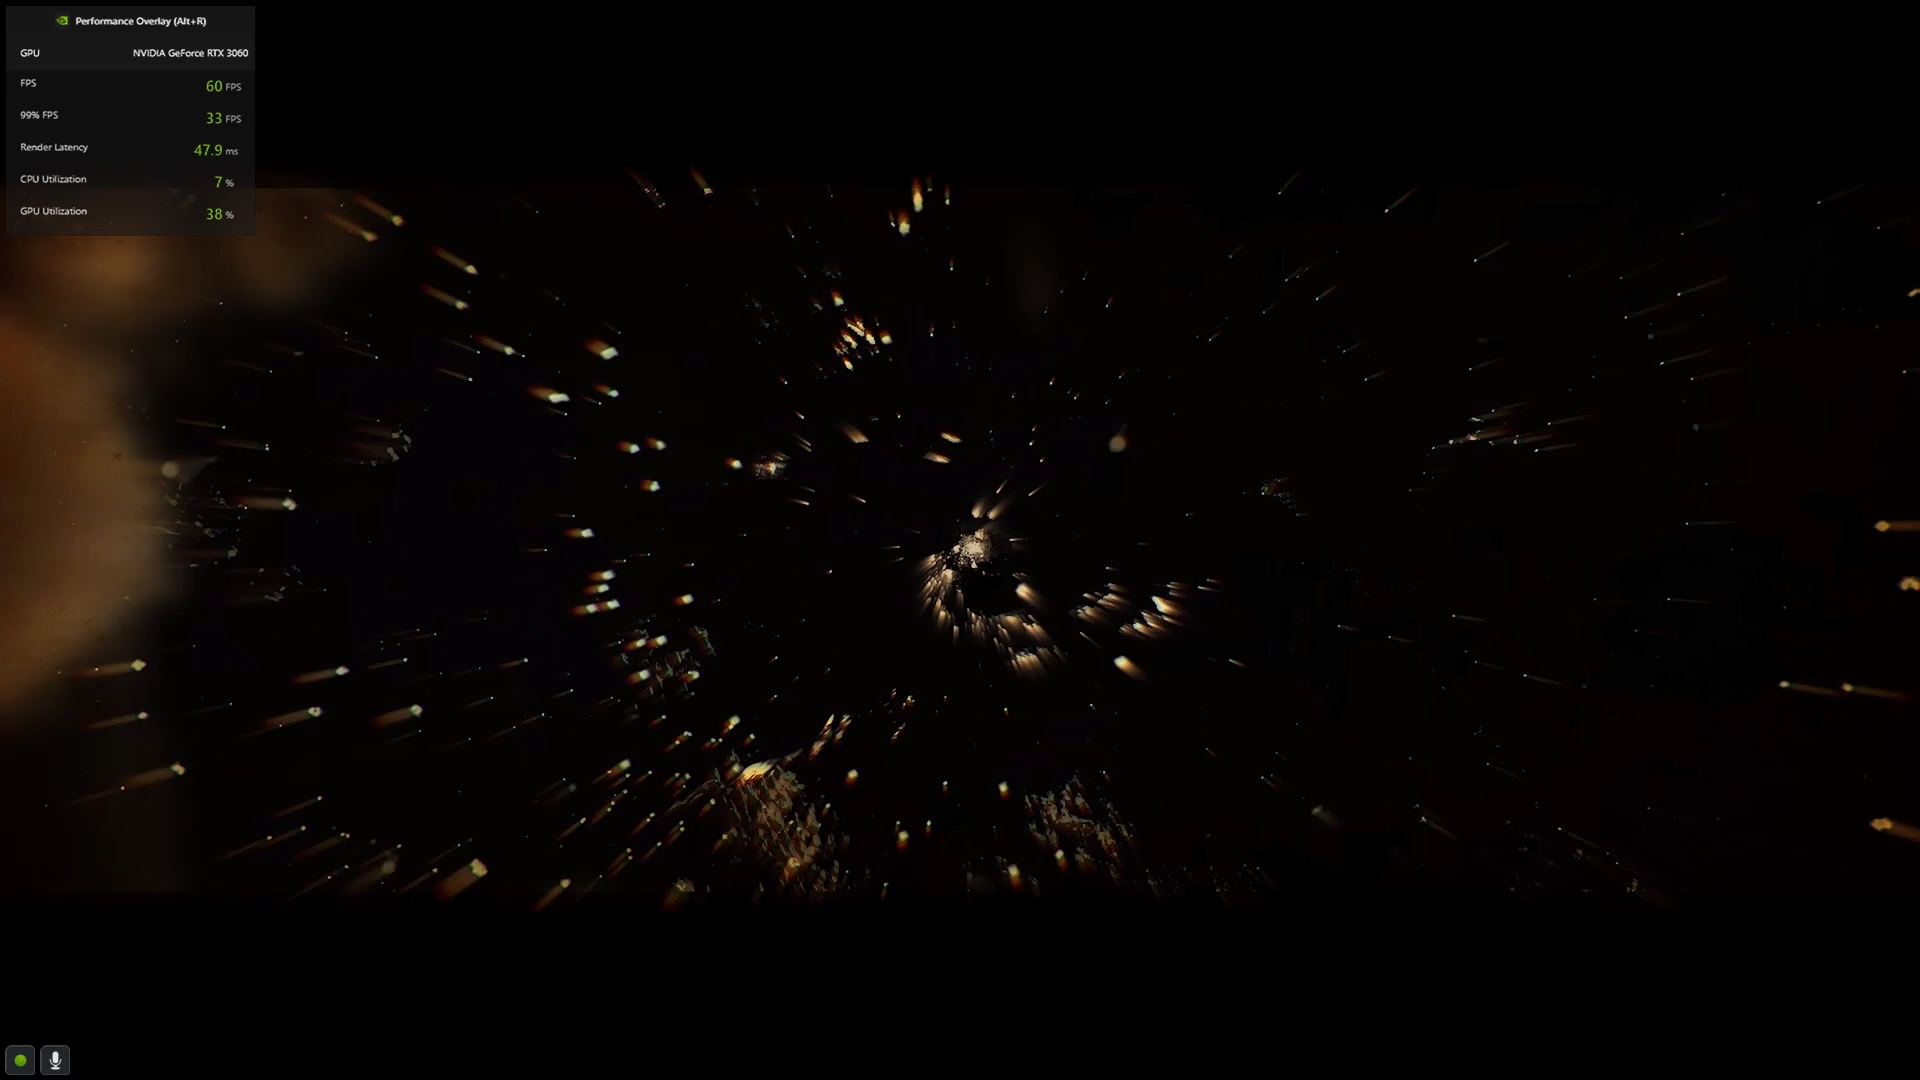 Performance Overlay (Alt+R)
GPU NVIDIA GeForce RTX 3060
FPS 60 FPS
99% FPS 33 FPS
Render Latency 47.9 ms
CPU Utilization 7 %
GPU Utilization 38 %